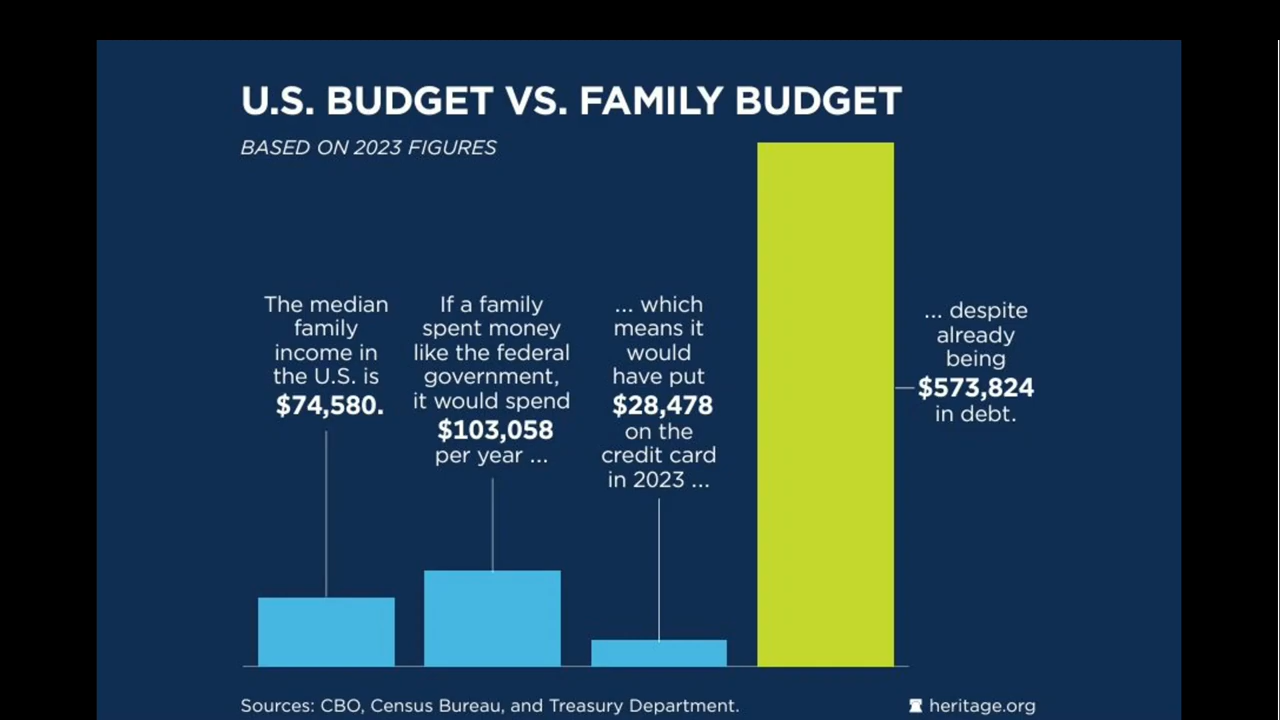 U.S. BUDGET VS. FAMILY BUDGET
BASED ON 2023 FIGURES
The median
family
income in
the U.S. is
$74,580.
If a family
spent money
like the federal
government,
it would spend
$103,058
per year ...
... which
means it
would
have put
$28,478
on the
credit card
in 2023 ...
... despite
already
being
$573,824
in debt.
Sources: CBO, Census Bureau, and Treasury Department.
heritage.org